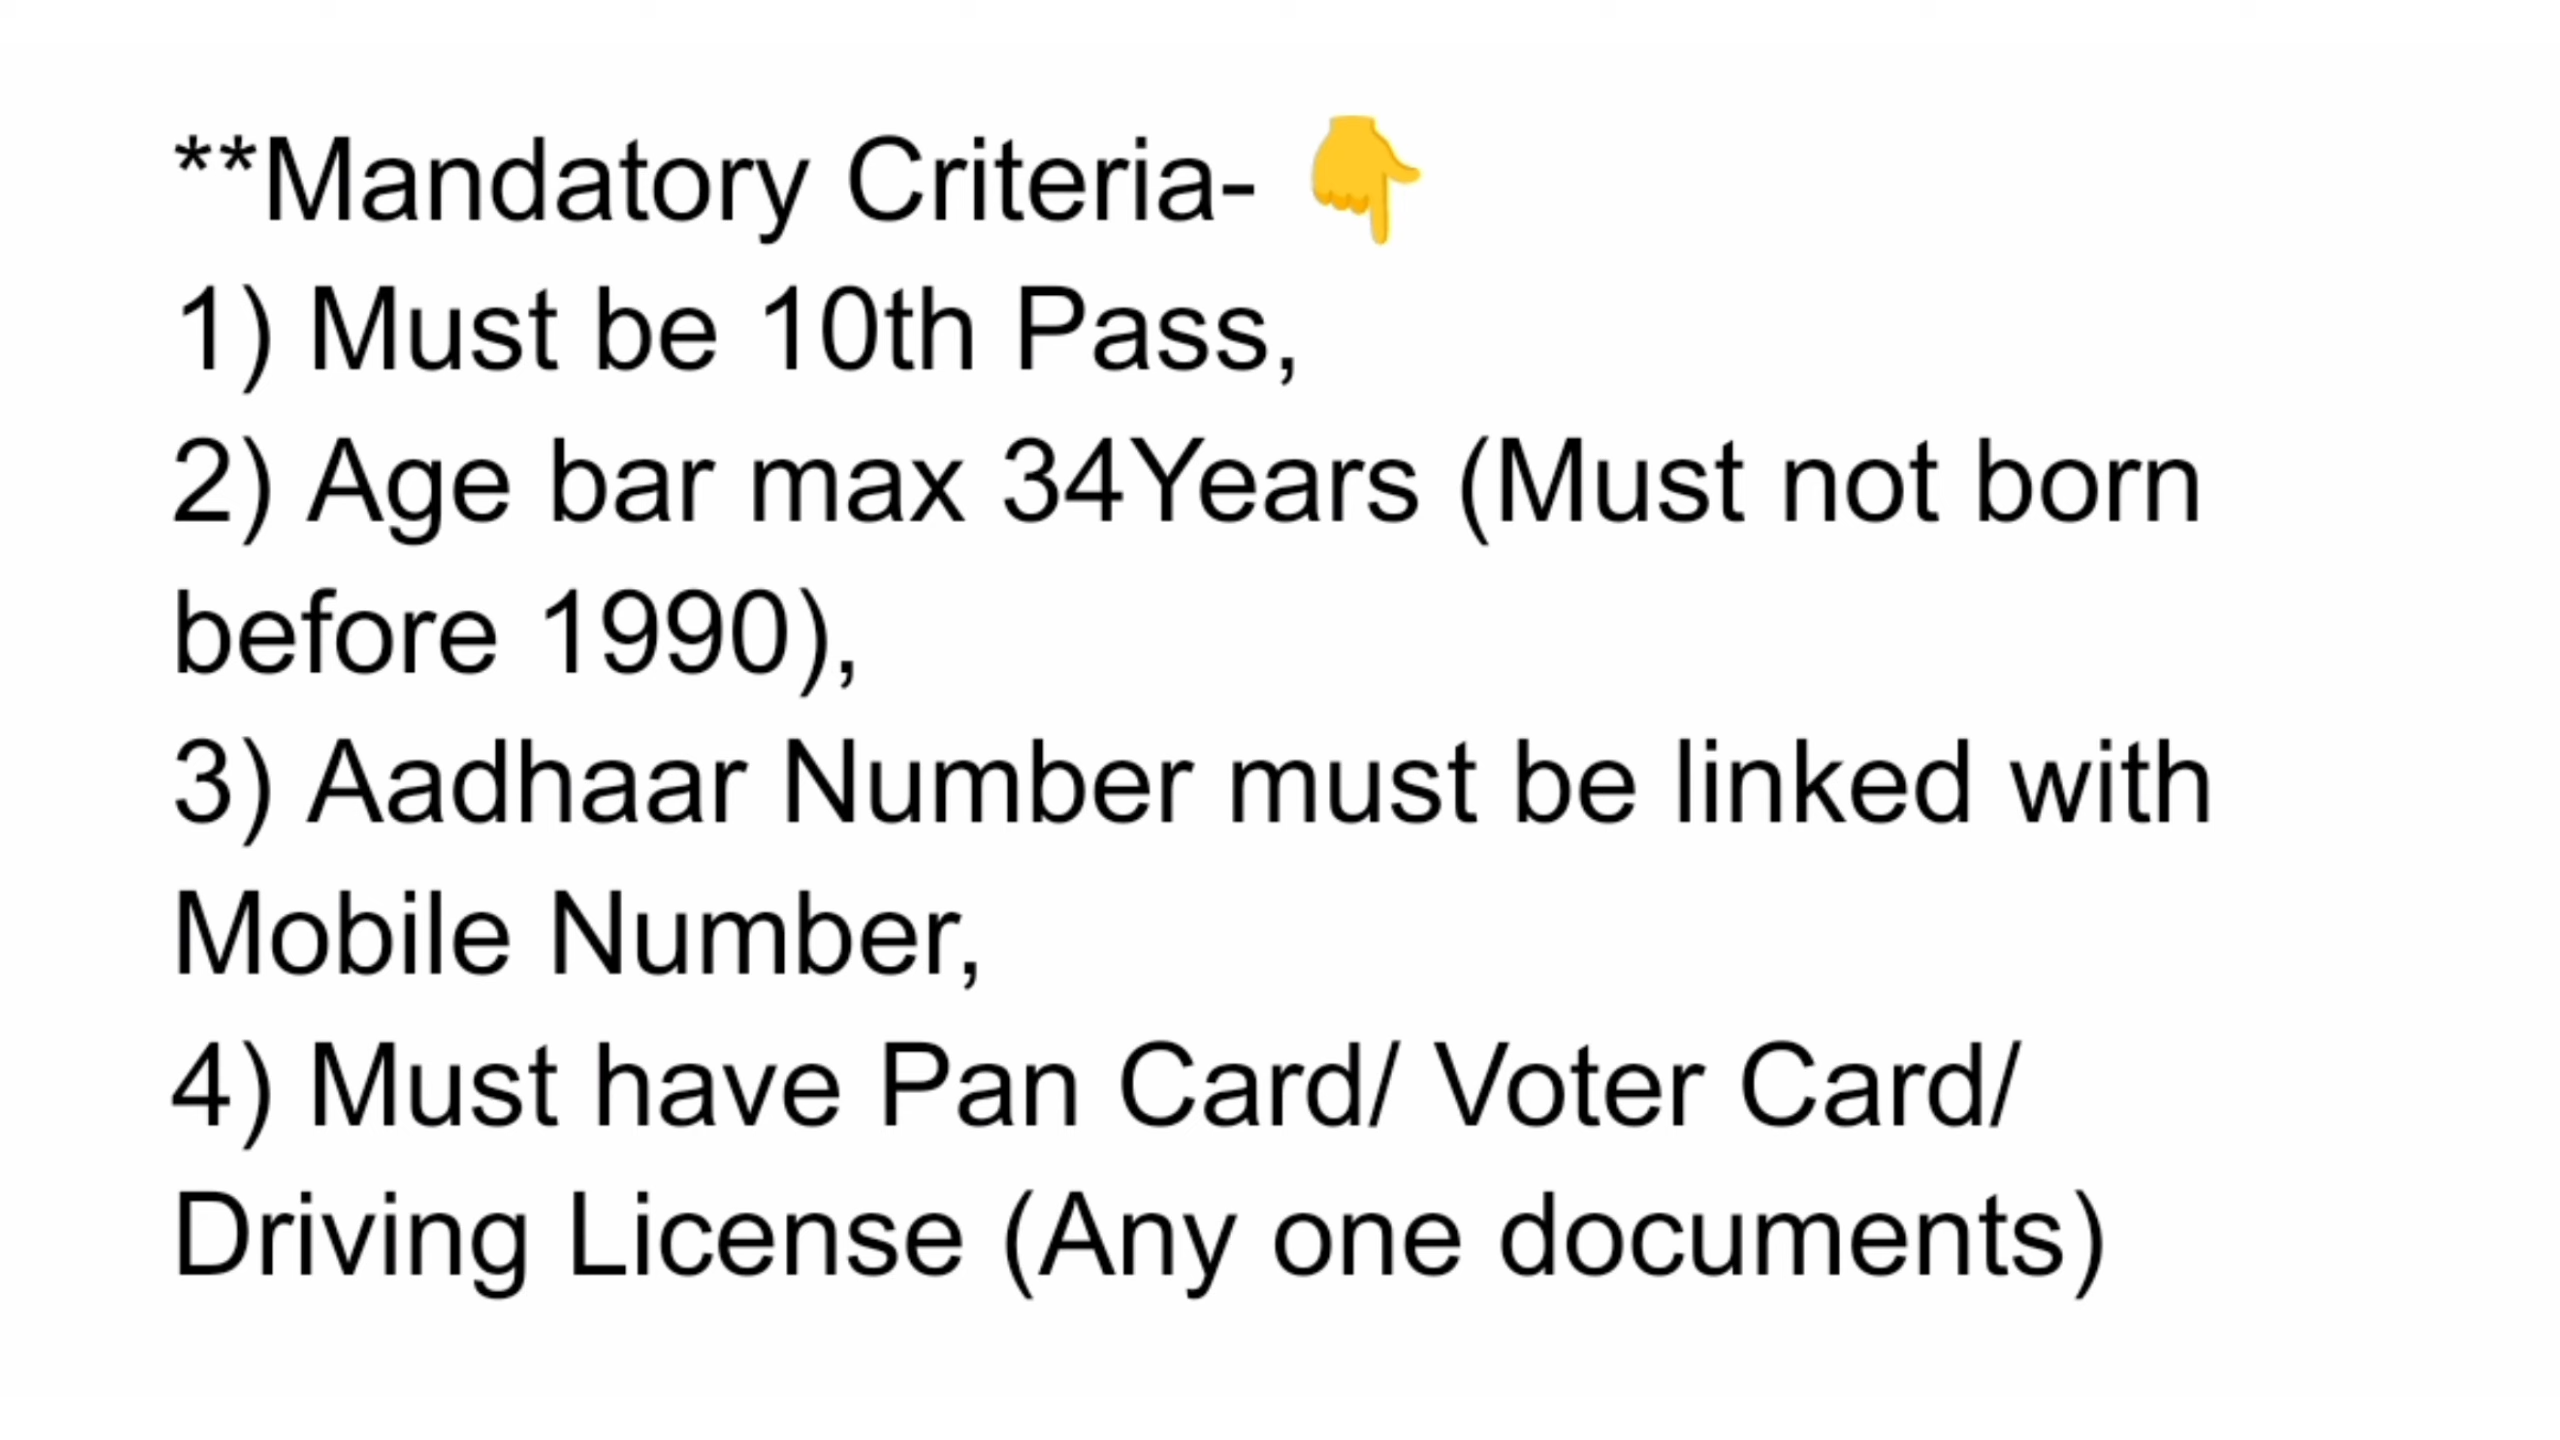 **Mandatory Criteria- 👇
1) Must be 10th Pass,
2) Age bar max 34Years (Must not born
before 1990),
3) Aadhaar Number must be linked with
Mobile Number,
4) Must have Pan Card/ Voter Card/
Driving License (Any one documents)